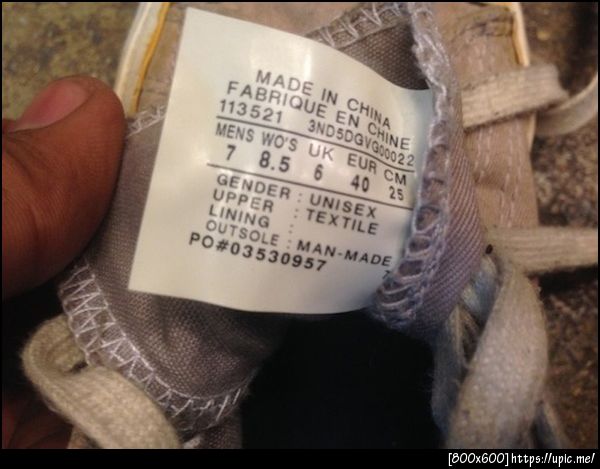 MADE IN CHINA
FABRIQUE EN CHINE
113521 3ND5DGVG00022
MENS WO'S UK EUR CM
7 8.5 6 40 25
GENDER : UNISEX
UPPER : TEXTILE
LINING :
OUTSOLE : MAN-MADE
PO#03530957 7
[800x600]https://upic.me/